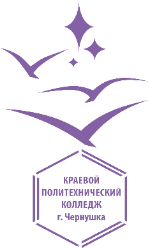 КРАЕВОЙ
ПОЛИТЕХНИЧЕСКИЙ
КОЛЛЕДЖ
г. Чернушка